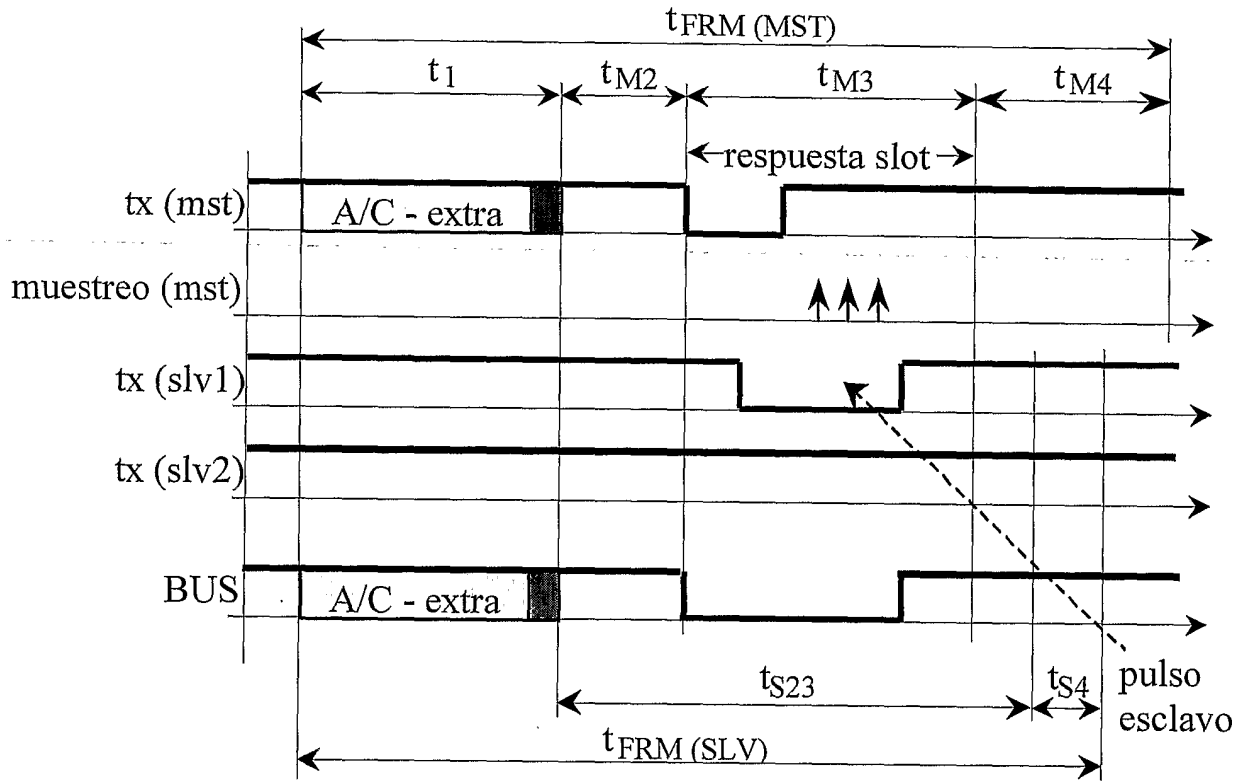 tFRM (MST)
t1
tM2
tM3
tM4
respuesta slot
tx (mst)
A/C - extra
muestreo (mst)
tx (slv1)
tx (slv2)
BUS
A/C - extra
tS23
tS4
pulso
esclavo
tFRM (SLV)